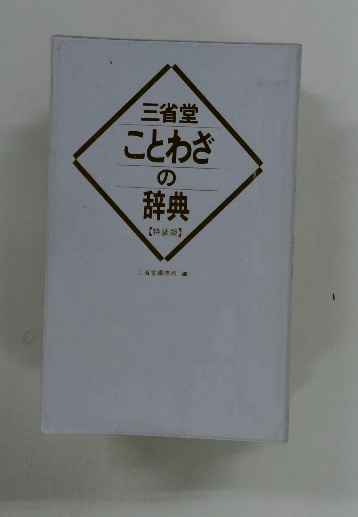 三省堂
ことわざ
の
辞典
【特装版】
三省堂編修所 編